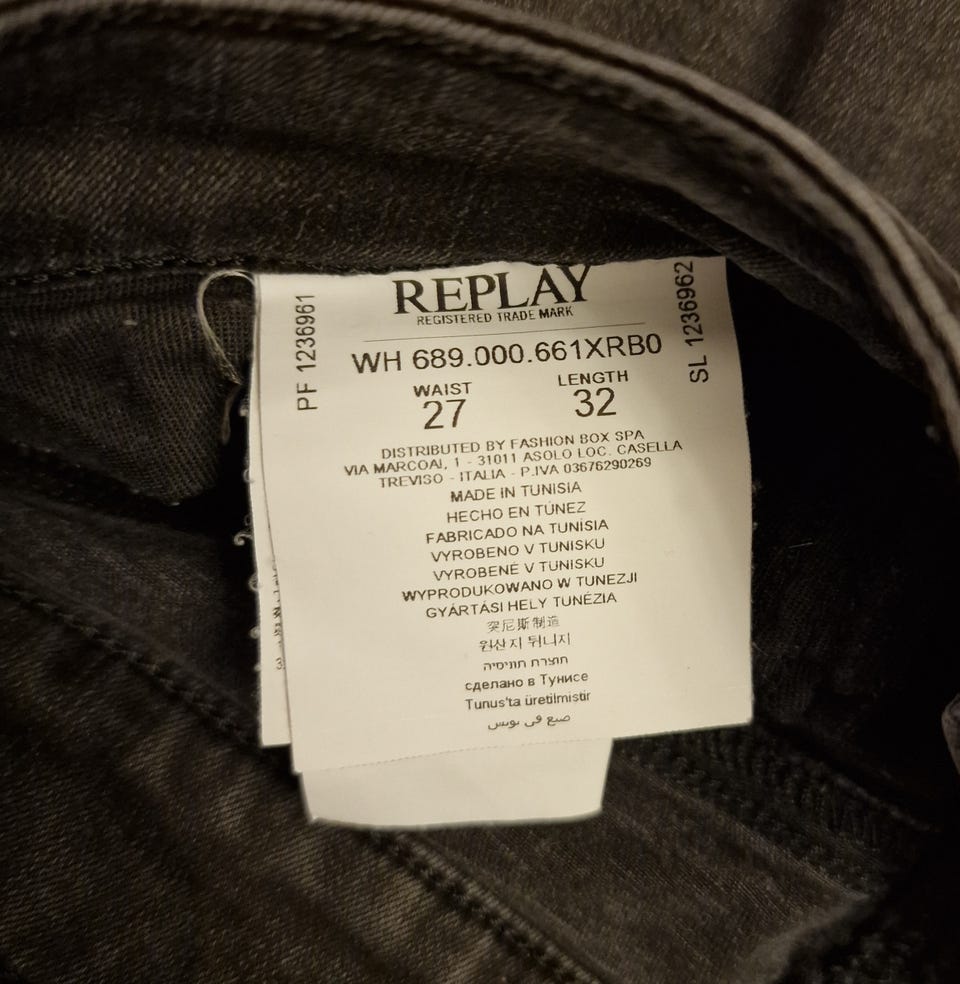 REPLAY
REGISTERED TRADE MARK
PF 1236961
SL 1236962
WH 689.000.661XRB0
WAIST LENGTH
27 32
DISTRIBUTED BY FASHION BOX SPA
VIA MARCOAI, 1 - 31011 ASOLO LOC. CASELLA
TREVISO - ITALIA - P.IVA 03676290269
MADE IN TUNISIA
HECHO EN TÚNEZ
FABRICADO NA TUNÍSIA
VYROBENO V TUNISKU
VYROBENÉ V TUNISKU
WYPRODUKOWANO W TUNEZJI
GYÁRTÁSI HELY TUNÉZIA
突尼斯制造
원산지 튀니지
תוצרת תוניסיה
сделано в Тунисе
Tunus'ta üretilmistir
صنع في تونس